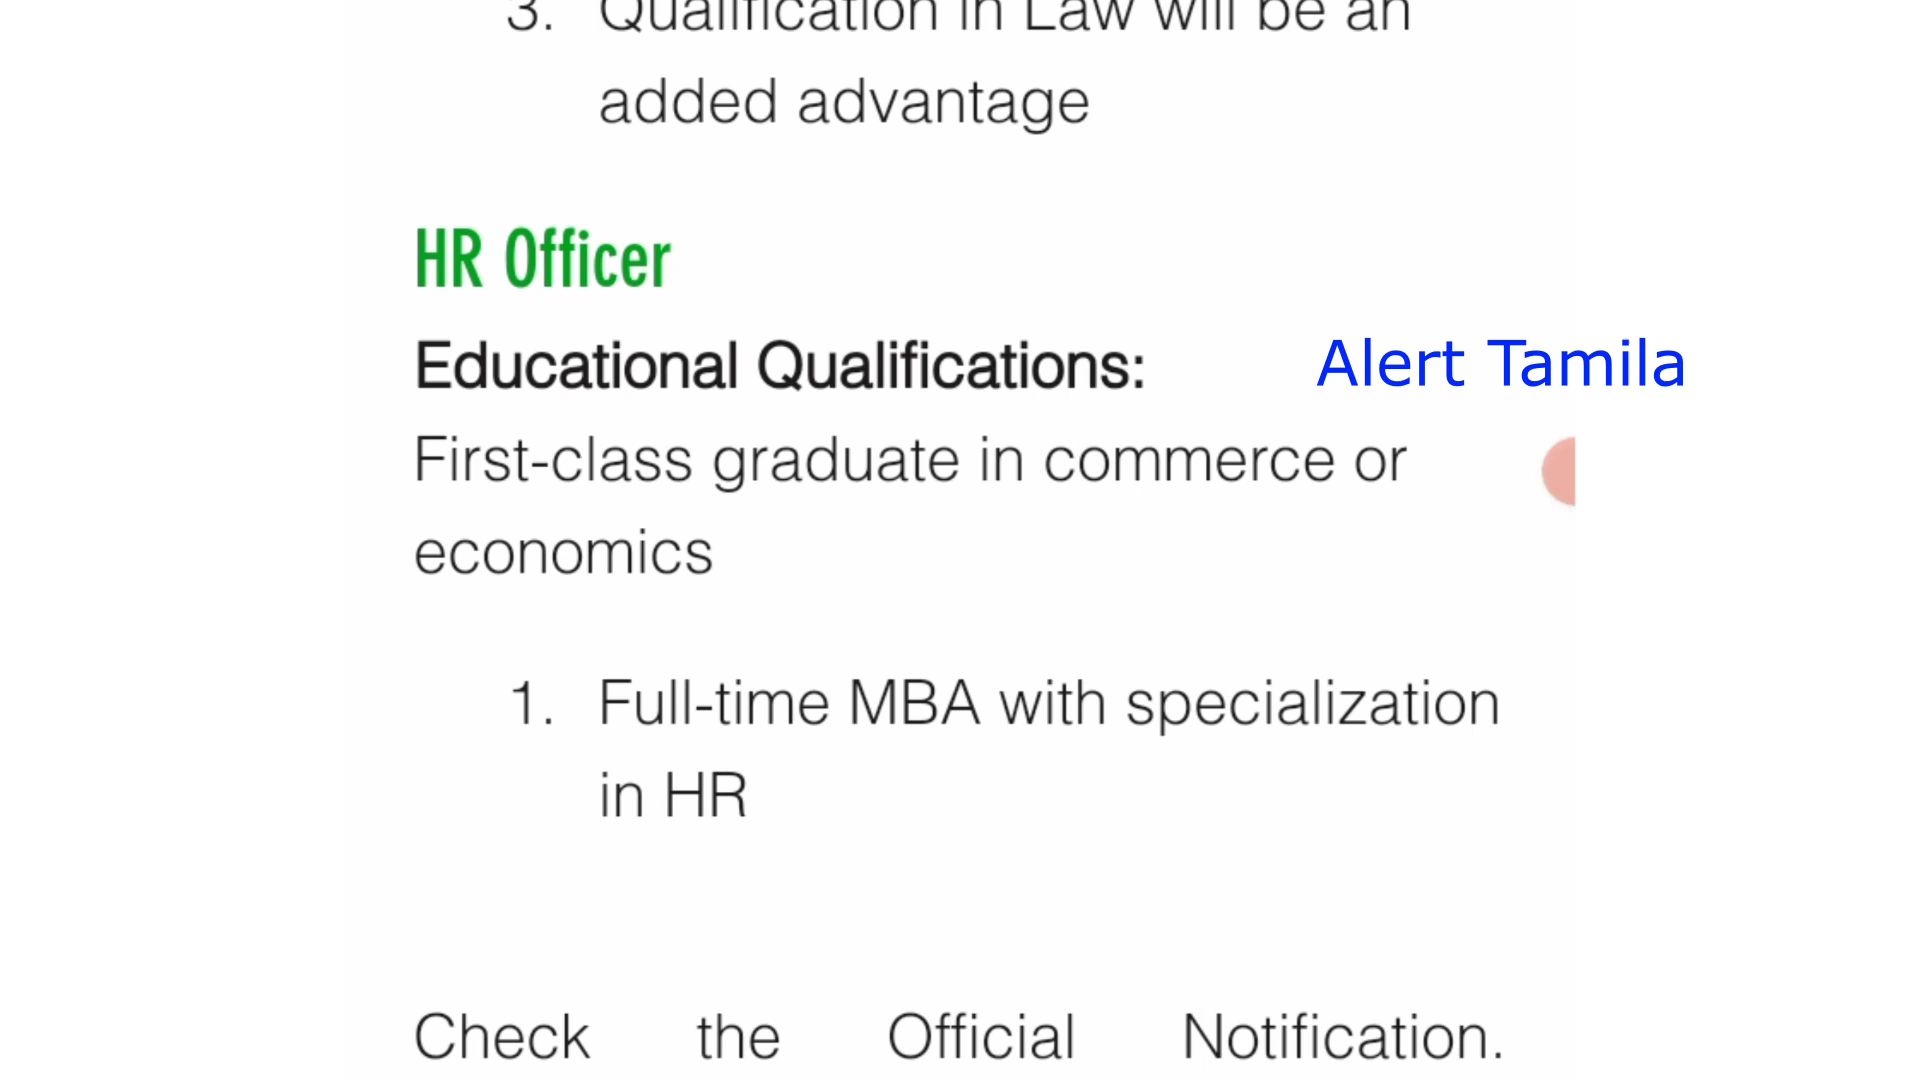 3. Qualification in Law will be an
added advantage
HR Officer
Educational Qualifications:
Alert Tamila
First-class graduate in commerce or
economics
1. Full-time MBA with specialization
in HR
Check the Official Notification.